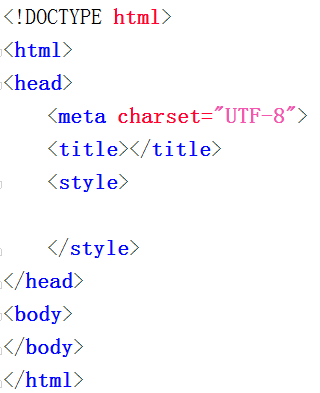 <!DOCTYPE html>
<html>
<head>
    <meta charset="UTF-8">
    <title></title>
    <style>

    </style>
</head>
<body>
</body>
</html>